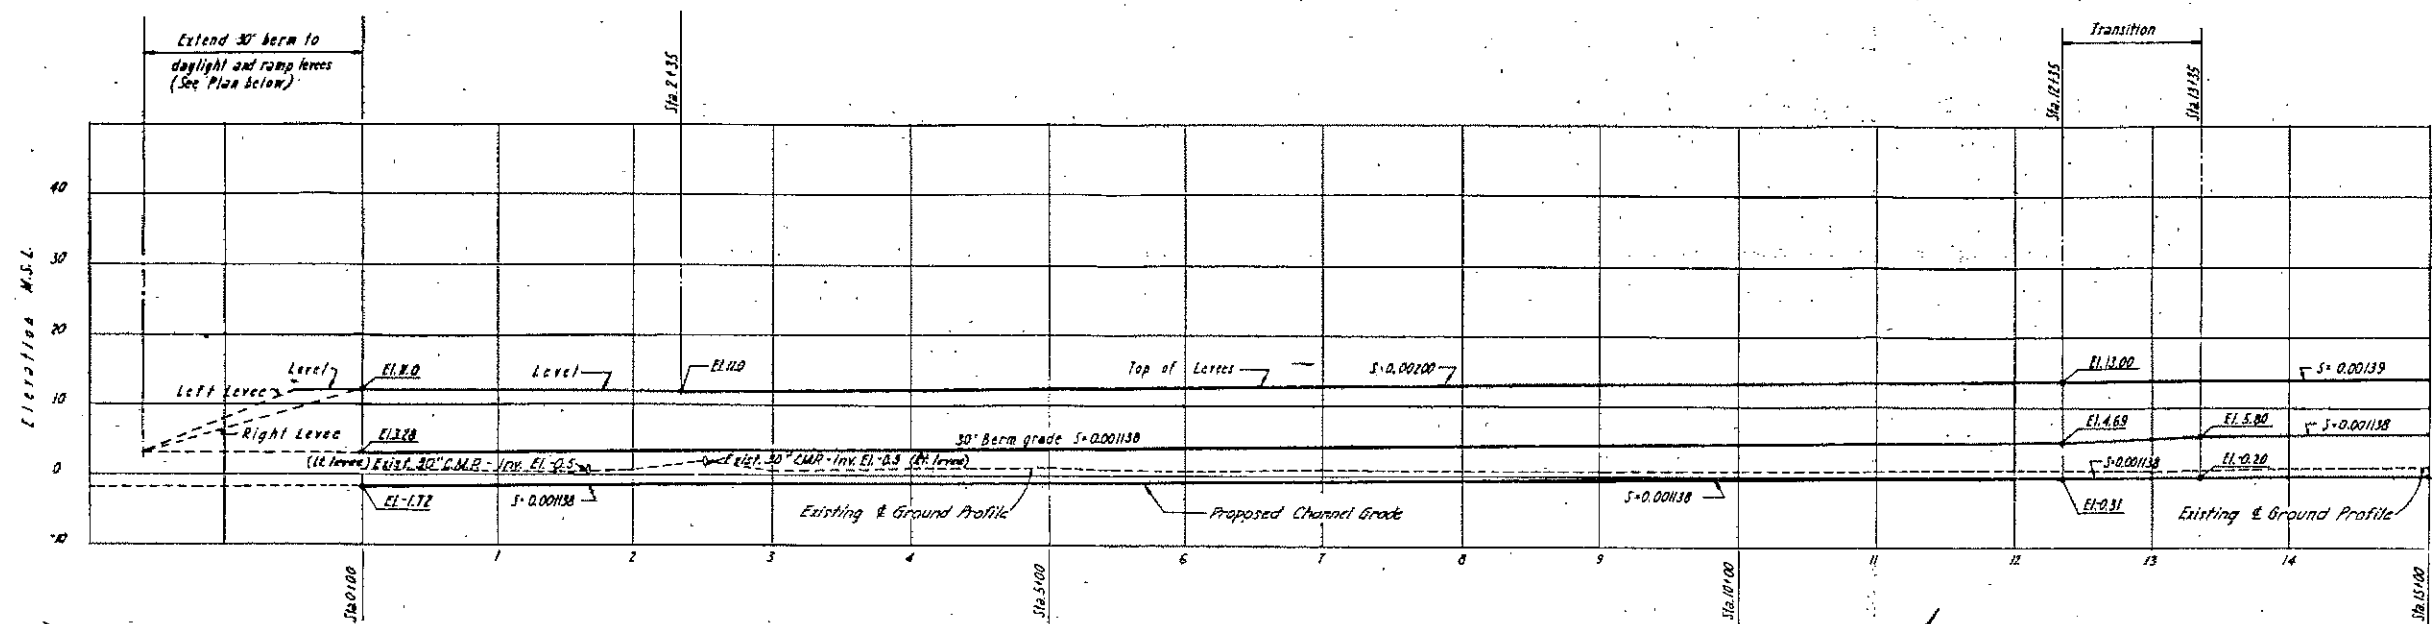 Extend 30' berm to
daylight and ramp levees
(See Plan below)
Sta. 2+35
Transition
Sta. 12+35
Sta. 13+35
Elevation M.S.L.
40
30
20
10
0
-10
Level
Left Levee
Right Levee
El. 11.0
Level
El. 11.0
Top of Levees
S=0.00200
El. 13.00
S=0.00139
El. 3.28
30' Berm grade S=0.001138
El. 4.69
El. 5.80
S=0.001138
(Lt. levee) Exist. 30" C.M.P. - Inv. El. -0.5
Exist. 30" CMP - Inv. El. -0.5 (Rt. levee)
S=0.001138
El. -0.20
El. -1.72
S=0.001138
Existing ℄ Ground Profile
Proposed Channel Grade
S=0.001138
El. -0.31
Existing ℄ Ground Profile
1 2 3 4 6 7 8 9 11 12 13 14
Sta. 0+00
Sta. 5+00
Sta. 10+00
Sta. 15+00